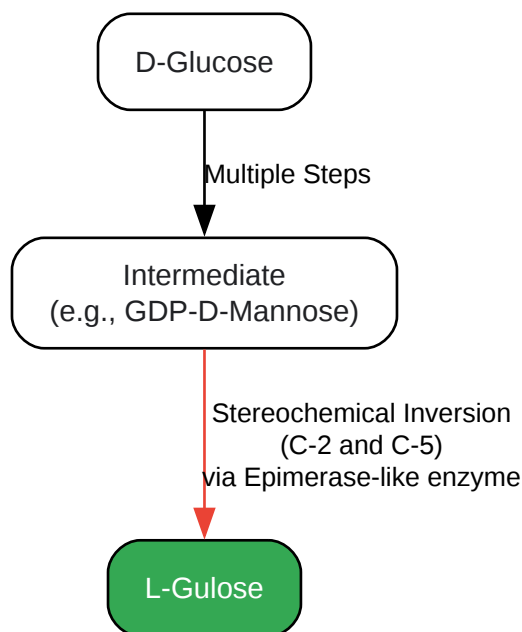 D-Glucose
Multiple Steps
Intermediate
(e.g., GDP-D-Mannose)
Stereochemical Inversion
(C-2 and C-5)
via Epimerase-like enzyme
L-Gulose